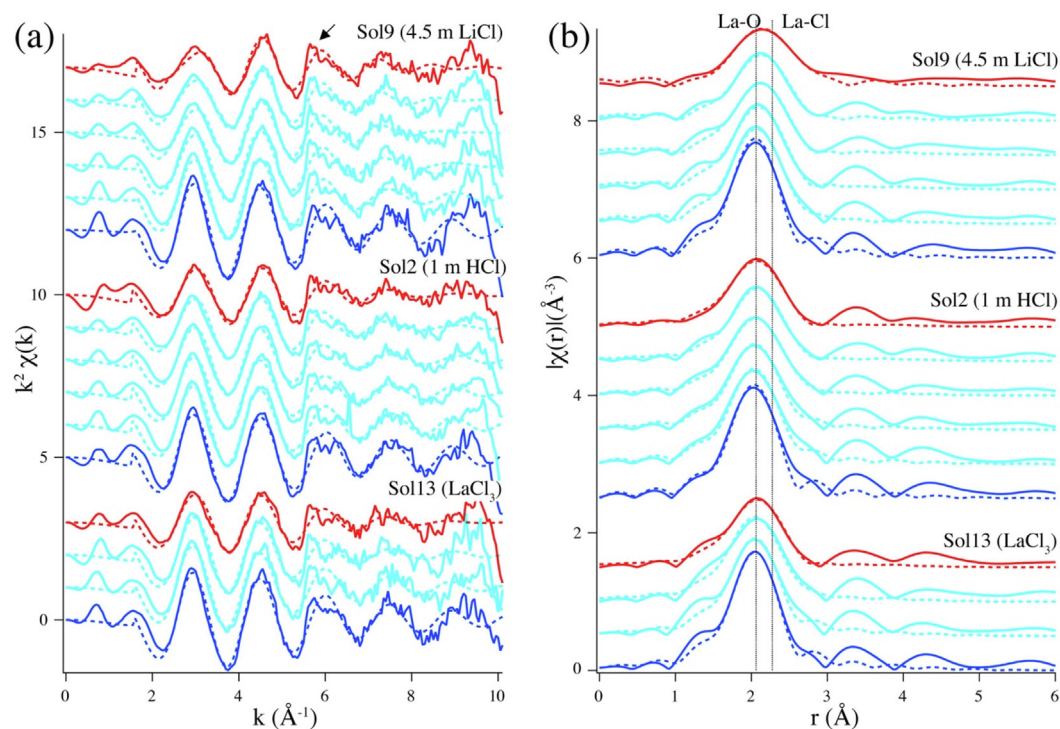 (a)
Sol9 (4.5 m LiCl)
Sol2 (1 m HCl)
Sol13 (LaCl₃)
k² χ(k)
15
10
5
0
0
2
4
6
8
10
k (Å⁻¹)
(b)
La-O
La-Cl
Sol9 (4.5 m LiCl)
Sol2 (1 m HCl)
Sol13 (LaCl₃)
|χ(r)|(Å⁻³)
8
6
4
2
0
0
1
2
3
4
5
6
r (Å)